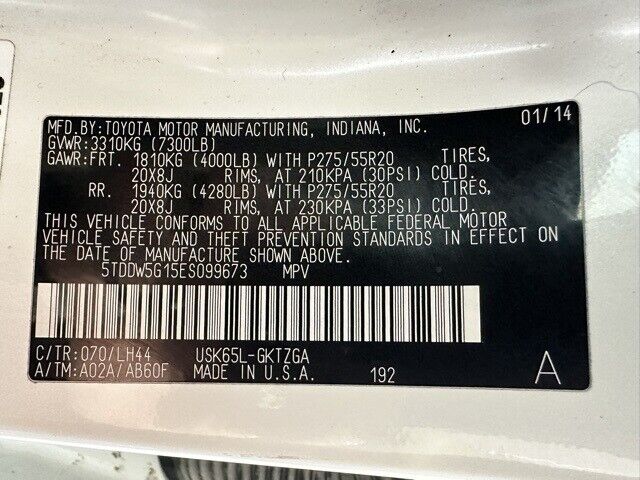 MFD.BY:TOYOTA MOTOR MANUFACTURING, INDIANA, INC. 01/14
GVWR:3310KG (7300LB)
GAWR:FRT. 1810KG (4000LB) WITH P275/55R20 TIRES,
20X8J RIMS, AT 210KPA (30PSI) COLD.
RR. 1940KG (4280LB) WITH P275/55R20 TIRES,
20X8J RIMS, AT 230KPA (33PSI) COLD.
THIS VEHICLE CONFORMS TO ALL APPLICABLE FEDERAL MOTOR
VEHICLE SAFETY AND THEFT PREVENTION STANDARDS IN EFFECT ON
THE DATE OF MANUFACTURE SHOWN ABOVE.
5TDDW5G15ES099673 MPV
C/TR:070/LH44 USK65L-GKTZGA
A/TM:A02A/AB60F MADE IN U.S.A. 192 A